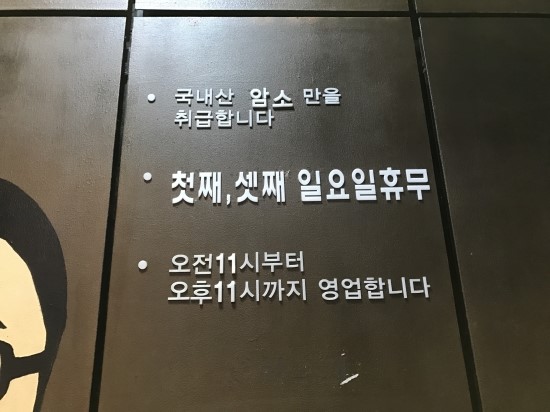 • 국내산 암소 만을
취급합니다
• 첫째, 셋째 일요일휴무
• 오전11시부터
오후11시까지 영업합니다